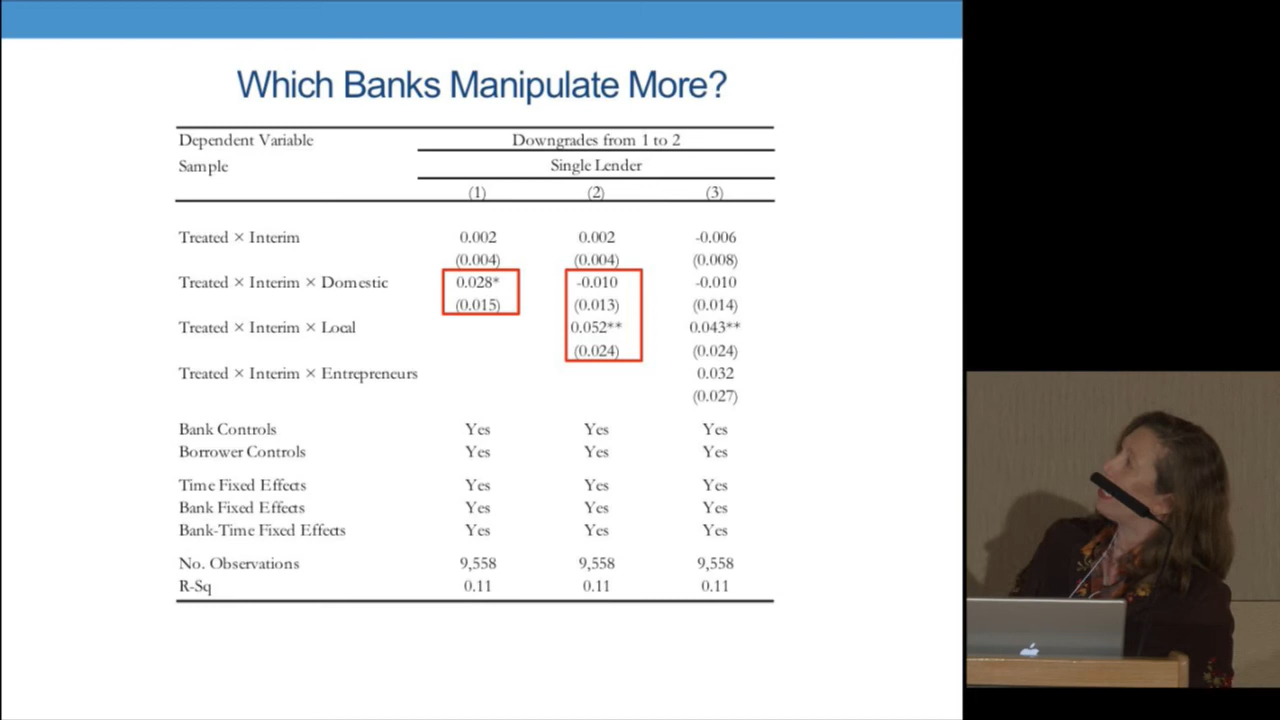 Which Banks Manipulate More?
Dependent Variable Downgrades from 1 to 2
Sample Single Lender
(1) (2) (3)
Treated × Interim 0.002 0.002 -0.006
(0.004) (0.004) (0.008)
Treated × Interim × Domestic 0.028* -0.010 -0.010
(0.015) (0.013) (0.014)
Treated × Interim × Local 0.052** 0.043**
(0.024) (0.024)
Treated × Interim × Entrepreneurs 0.032
(0.027)
Bank Controls Yes Yes Yes
Borrower Controls Yes Yes Yes
Time Fixed Effects Yes Yes Yes
Bank Fixed Effects Yes Yes Yes
Bank-Time Fixed Effects Yes Yes Yes
No. Observations 9,558 9,558 9,558
R-Sq 0.11 0.11 0.11